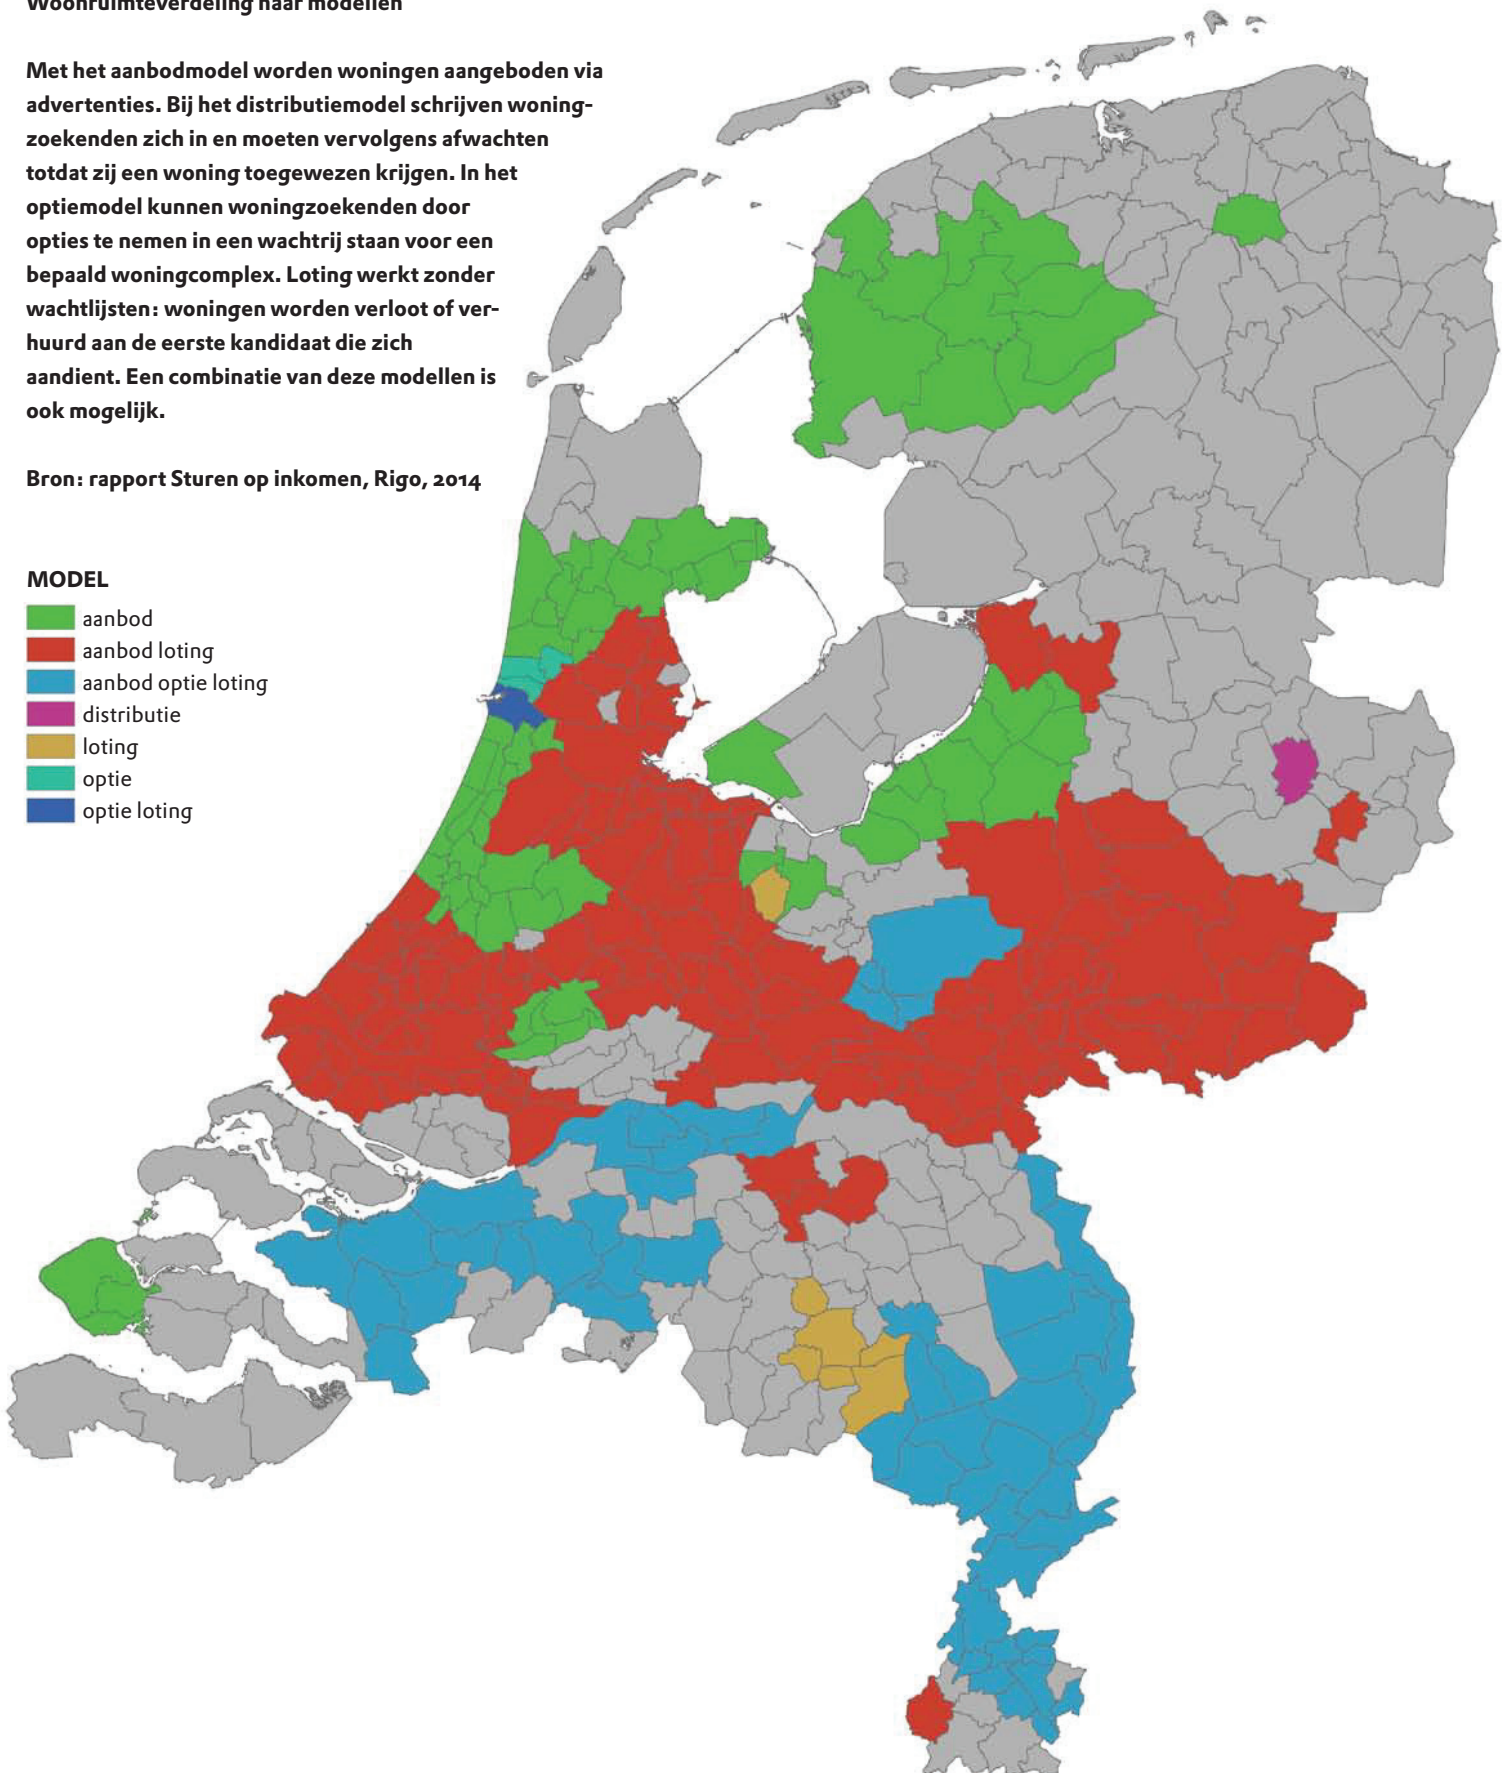 Woonruimteverdeling naar modellen
Met het aanbodmodel worden woningen aangeboden via
advertenties. Bij het distributiemodel schrijven woning-
zoekenden zich in en moeten vervolgens afwachten
totdat zij een woning toegewezen krijgen. In het
optiemodel kunnen woningzoekenden door
opties te nemen in een wachtrij staan voor een
bepaald woningcomplex. Loting werkt zonder
wachtlijsten: woningen worden verloot of ver-
huurd aan de eerste kandidaat die zich
aandient. Een combinatie van deze modellen is
ook mogelijk.
Bron: rapport Sturen op inkomen, Rigo, 2014
MODEL
aanbod
aanbod loting
aanbod optie loting
distributie
loting
optie
optie loting